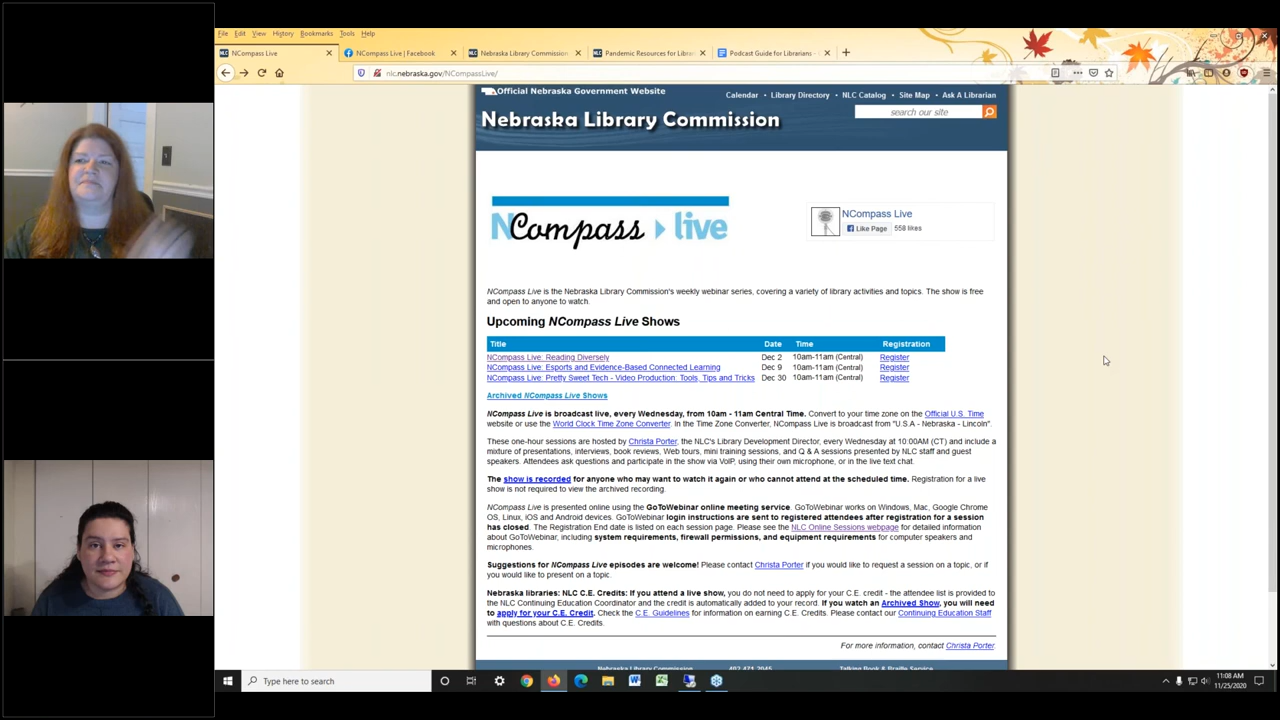 File Edit View History Bookmarks Tools Help
NCompass Live
NCompass Live | Facebook
Nebraska Library Commission
Pandemic Resources for Librar
Podcast Guide for Librarians -
nlc.nebraska.gov/NCompassLive/
Official Nebraska Government Website
Calendar • Library Directory • NLC Catalog • Site Map • Ask A Librarian
Nebraska Library Commission
search our site
NCompass live
NCompass Live
Like Page 558 likes
NCompass Live is the Nebraska Library Commission's weekly webinar series, covering a variety of library activities and topics. The show is free
and open to anyone to watch.
Upcoming NCompass Live Shows
Title Date Time Registration
NCompass Live: Reading Diversely Dec 2 10am-11am (Central) Register
NCompass Live: Esports and Evidence-Based Connected Learning Dec 9 10am-11am (Central) Register
NCompass Live: Pretty Sweet Tech - Video Production: Tools, Tips and Tricks Dec 30 10am-11am (Central) Register
Archived NCompass Live Shows
NCompass Live is broadcast live, every Wednesday, from 10am - 11am Central Time. Convert to your time zone on the Official U.S. Time
website or use the World Clock Time Zone Converter. In the Time Zone Converter, NCompass Live is broadcast from "U.S.A - Nebraska - Lincoln".
These one-hour sessions are hosted by Christa Porter, the NLC's Library Development Director, every Wednesday at 10:00AM (CT) and include a
mixture of presentations, interviews, book reviews, Web tours, mini training sessions, and Q & A sessions presented by NLC staff and guest
speakers. Attendees ask questions and participate in the show via VoIP, using their own microphone, or in the live text chat.
The show is recorded for anyone who may want to watch it again or who cannot attend at the scheduled time. Registration for a live
show is not required to view the archived recording.
NCompass Live is presented online using the GoToWebinar online meeting service. GoToWebinar works on Windows, Mac, Google Chrome
OS, Linux, iOS and Android devices. GoToWebinar login instructions are sent to registered attendees after registration for a session
has closed. The Registration End date is listed on each session page. Please see the NLC Online Sessions webpage for detailed information
about GoToWebinar, including system requirements, firewall permissions, and equipment requirements for computer speakers and
microphones.
Suggestions for NCompass Live episodes are welcome! Please contact Christa Porter if you would like to request a session on a topic, or if
you would like to present on a topic.
Nebraska libraries: NLC C.E. Credits: If you attend a live show, you do not need to apply for your C.E. credit - the attendee list is provided to
the NLC Continuing Education Coordinator and the credit is automatically added to your record. If you watch an Archived Show, you will need
to apply for your C.E. Credit. Check the C.E. Guidelines for information on earning C.E. Credits. Please contact our Continuing Education Staff
with questions about C.E. Credits.
For more information, contact Christa Porter.
Nebraska Library Commission 402-471-2045 Talking Book & Braille Service
Type here to search
11:08 AM
11/25/2020